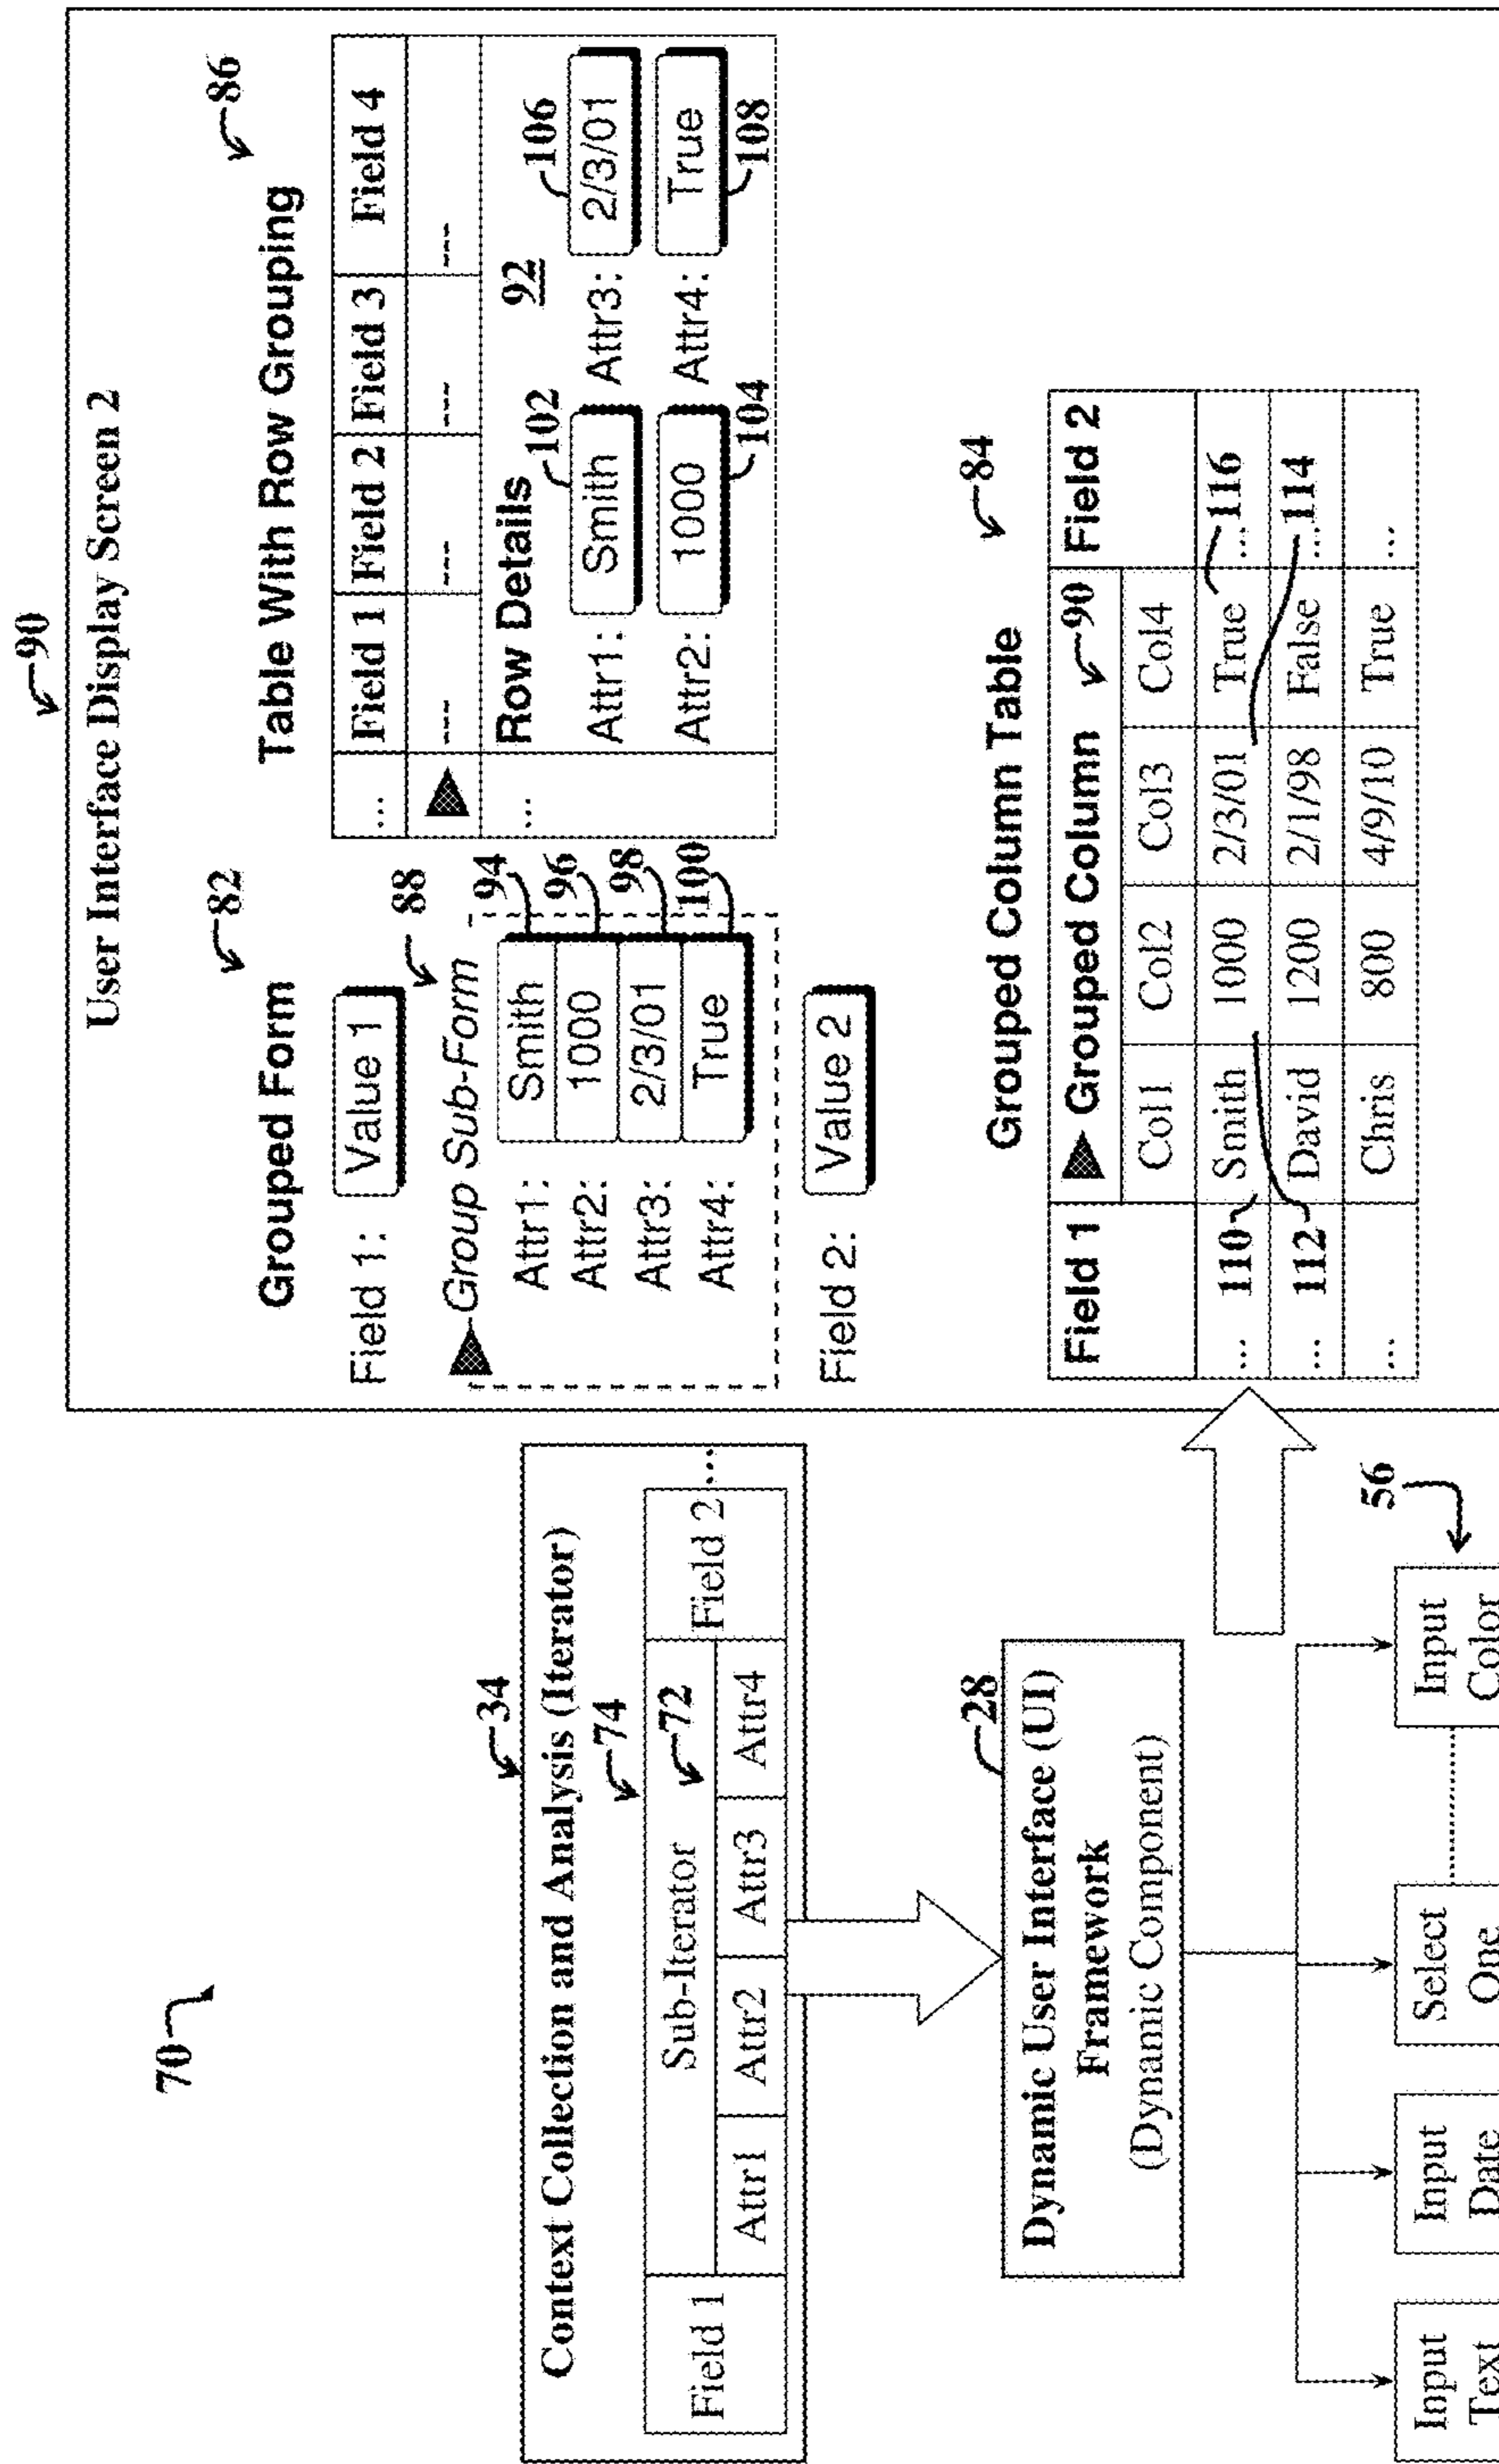 70
34
Context Collection and Analysis (Iterator)
74
Field 1
Sub-Iterator
72
Field 2
...
Attr1 Attr2 Attr3 Attr4
28
Dynamic User Interface (UI)
Framework
(Dynamic Component)
56
Input
Text
Input
Date
Select
One
Input
Color
90
User Interface Display Screen 2
82
Grouped Form
Field 1: Value 1
88
Group Sub-Form
Attr1: Smith 94
Attr2: 1000 96
Attr3: 2/3/01 98
Attr4: True 100
Field 2: Value 2
86
Table With Row Grouping
... Field 1 Field 2 Field 3 Field 4
--- --- --- ---
... Row Details 92
102
106
Attr1: Smith Attr3: 2/3/01
Attr2: 1000 Attr4: True
104
108
84
Grouped Column Table
Field 1 Grouped Column 90 Field 2
Col1 Col2 Col3 Col4
... 110 Smith 1000 2/3/01 True ... 116
... 112 David 1200 2/1/98 False ... 114
... Chris 800 4/9/10 True ...